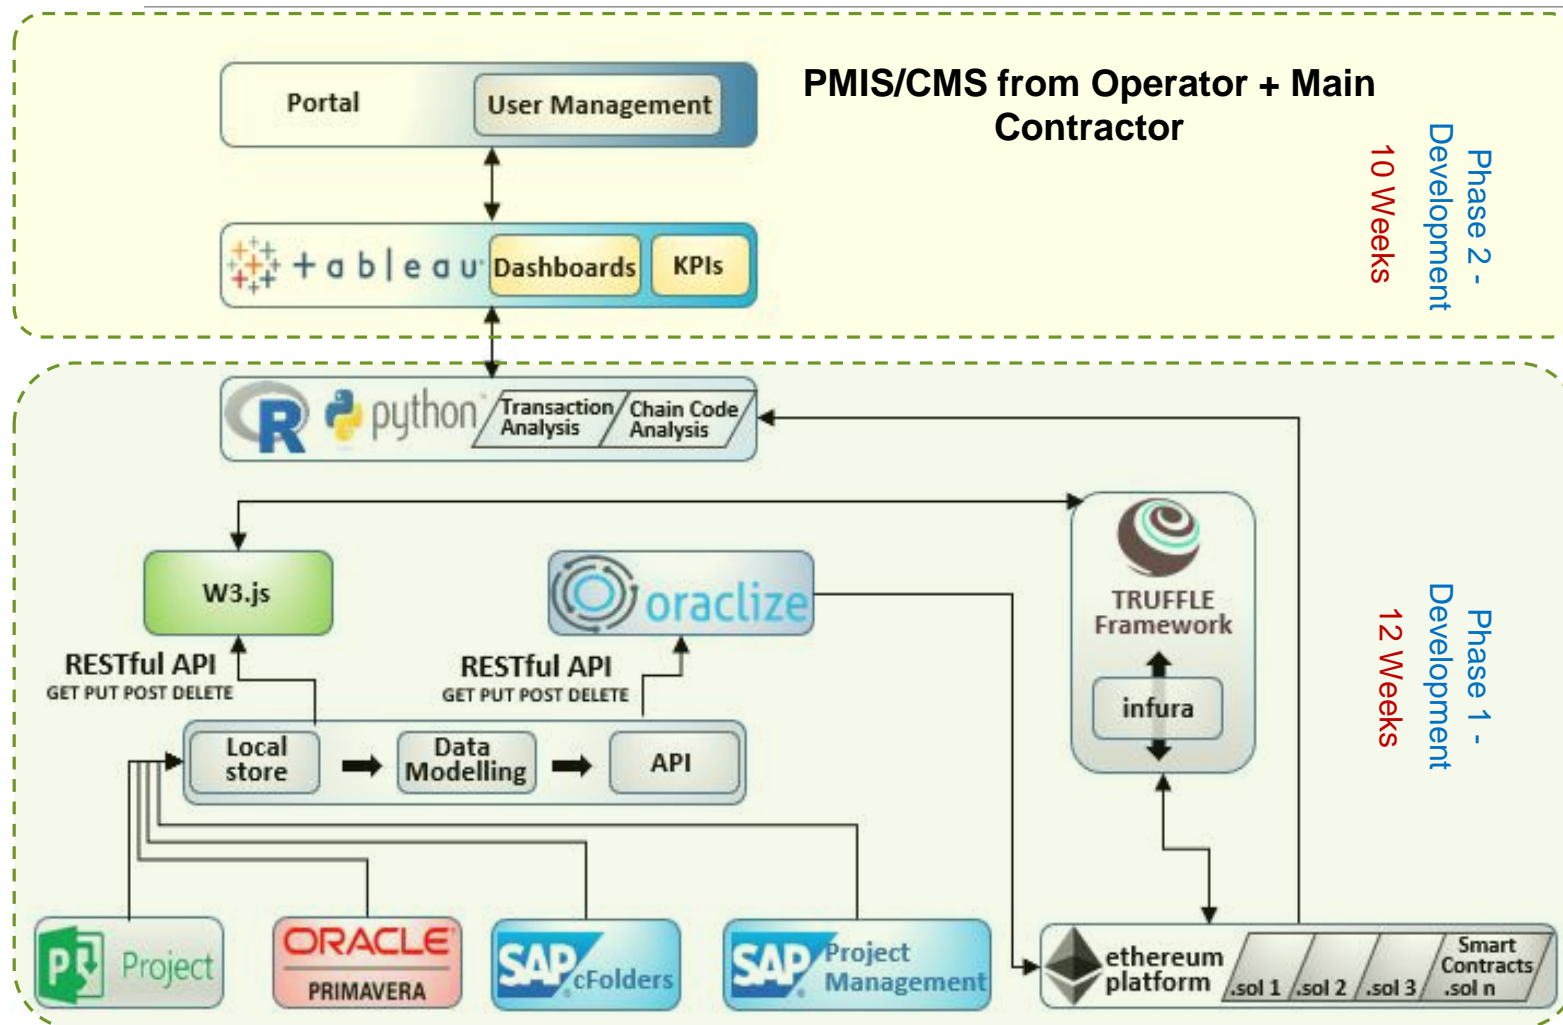 PMIS/CMS from Operator + Main
Contractor
Portal
User Management
Phase 2 -
Development
10 Weeks
+ableau
Dashboards
KPIs
R
python
Transaction
Analysis
Chain Code
Analysis
W3.js
oraclize
TRUFFLE
Framework
infura
Phase 1 -
Development
12 Weeks
RESTful API
GET PUT POST DELETE
RESTful API
GET PUT POST DELETE
Local
store
Data
Modelling
API
P
Project
ORACLE
PRIMAVERA
SAP
cFolders
SAP
Project
Management
ethereum
platform
.sol 1
.sol 2
.sol 3
Smart
Contracts
.sol n